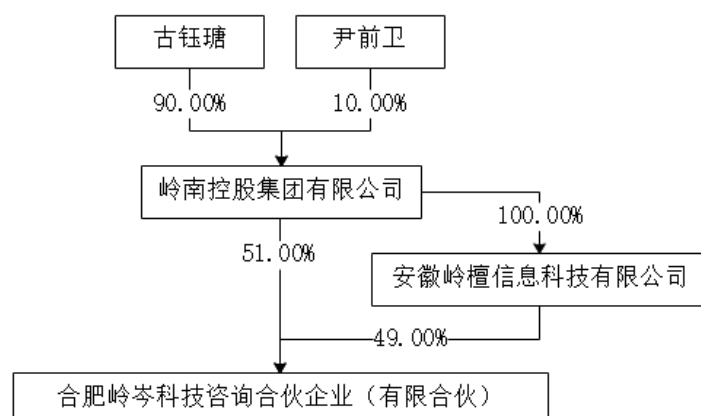 古钰瑭
尹前卫
90.00%
10.00%
岭南控股集团有限公司
100.00%
51.00%
安徽岭檀信息科技有限公司
49.00%
合肥岭岑科技咨询合伙企业（有限合伙）